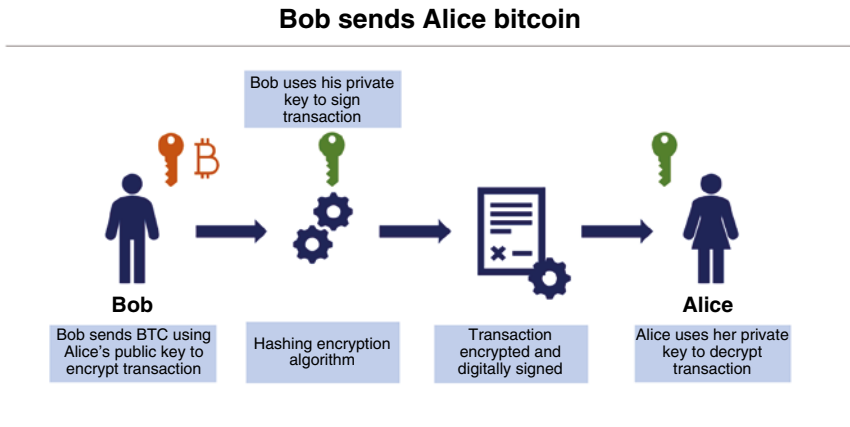 Bob sends Alice bitcoin
Bob uses his private
key to sign
transaction
Bob
Alice
Bob sends BTC using
Alice's public key to
encrypt transaction
Hashing encryption
algorithm
Transaction
encrypted and
digitally signed
Alice uses her private
key to decrypt
transaction